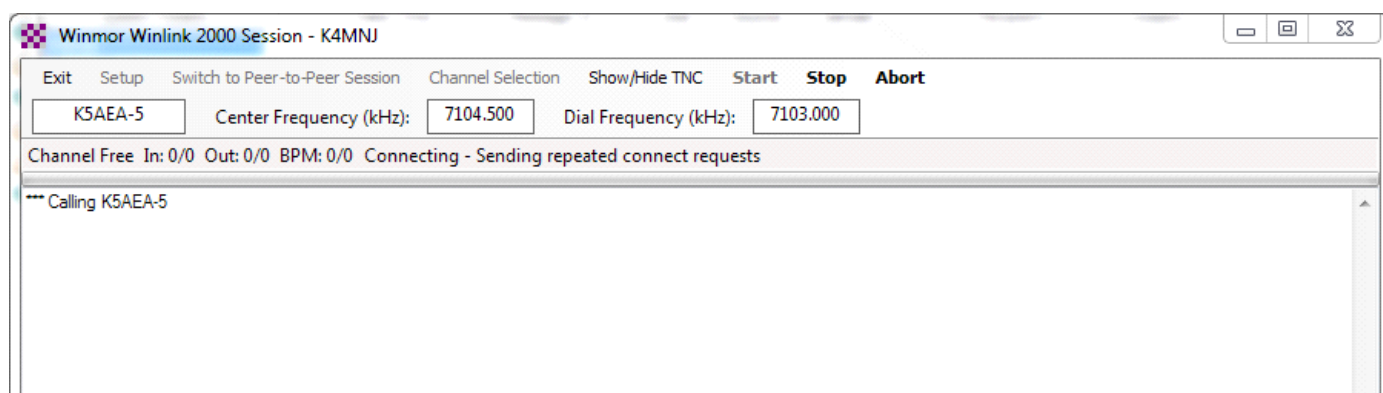 Winmor Winlink 2000 Session - K4MNJ
Exit Setup Switch to Peer-to-Peer Session Channel Selection Show/Hide TNC Start Stop Abort
K5AEA-5 Center Frequency (kHz): 7104.500 Dial Frequency (kHz): 7103.000
Channel Free In: 0/0 Out: 0/0 BPM: 0/0 Connecting - Sending repeated connect requests
*** Calling K5AEA-5